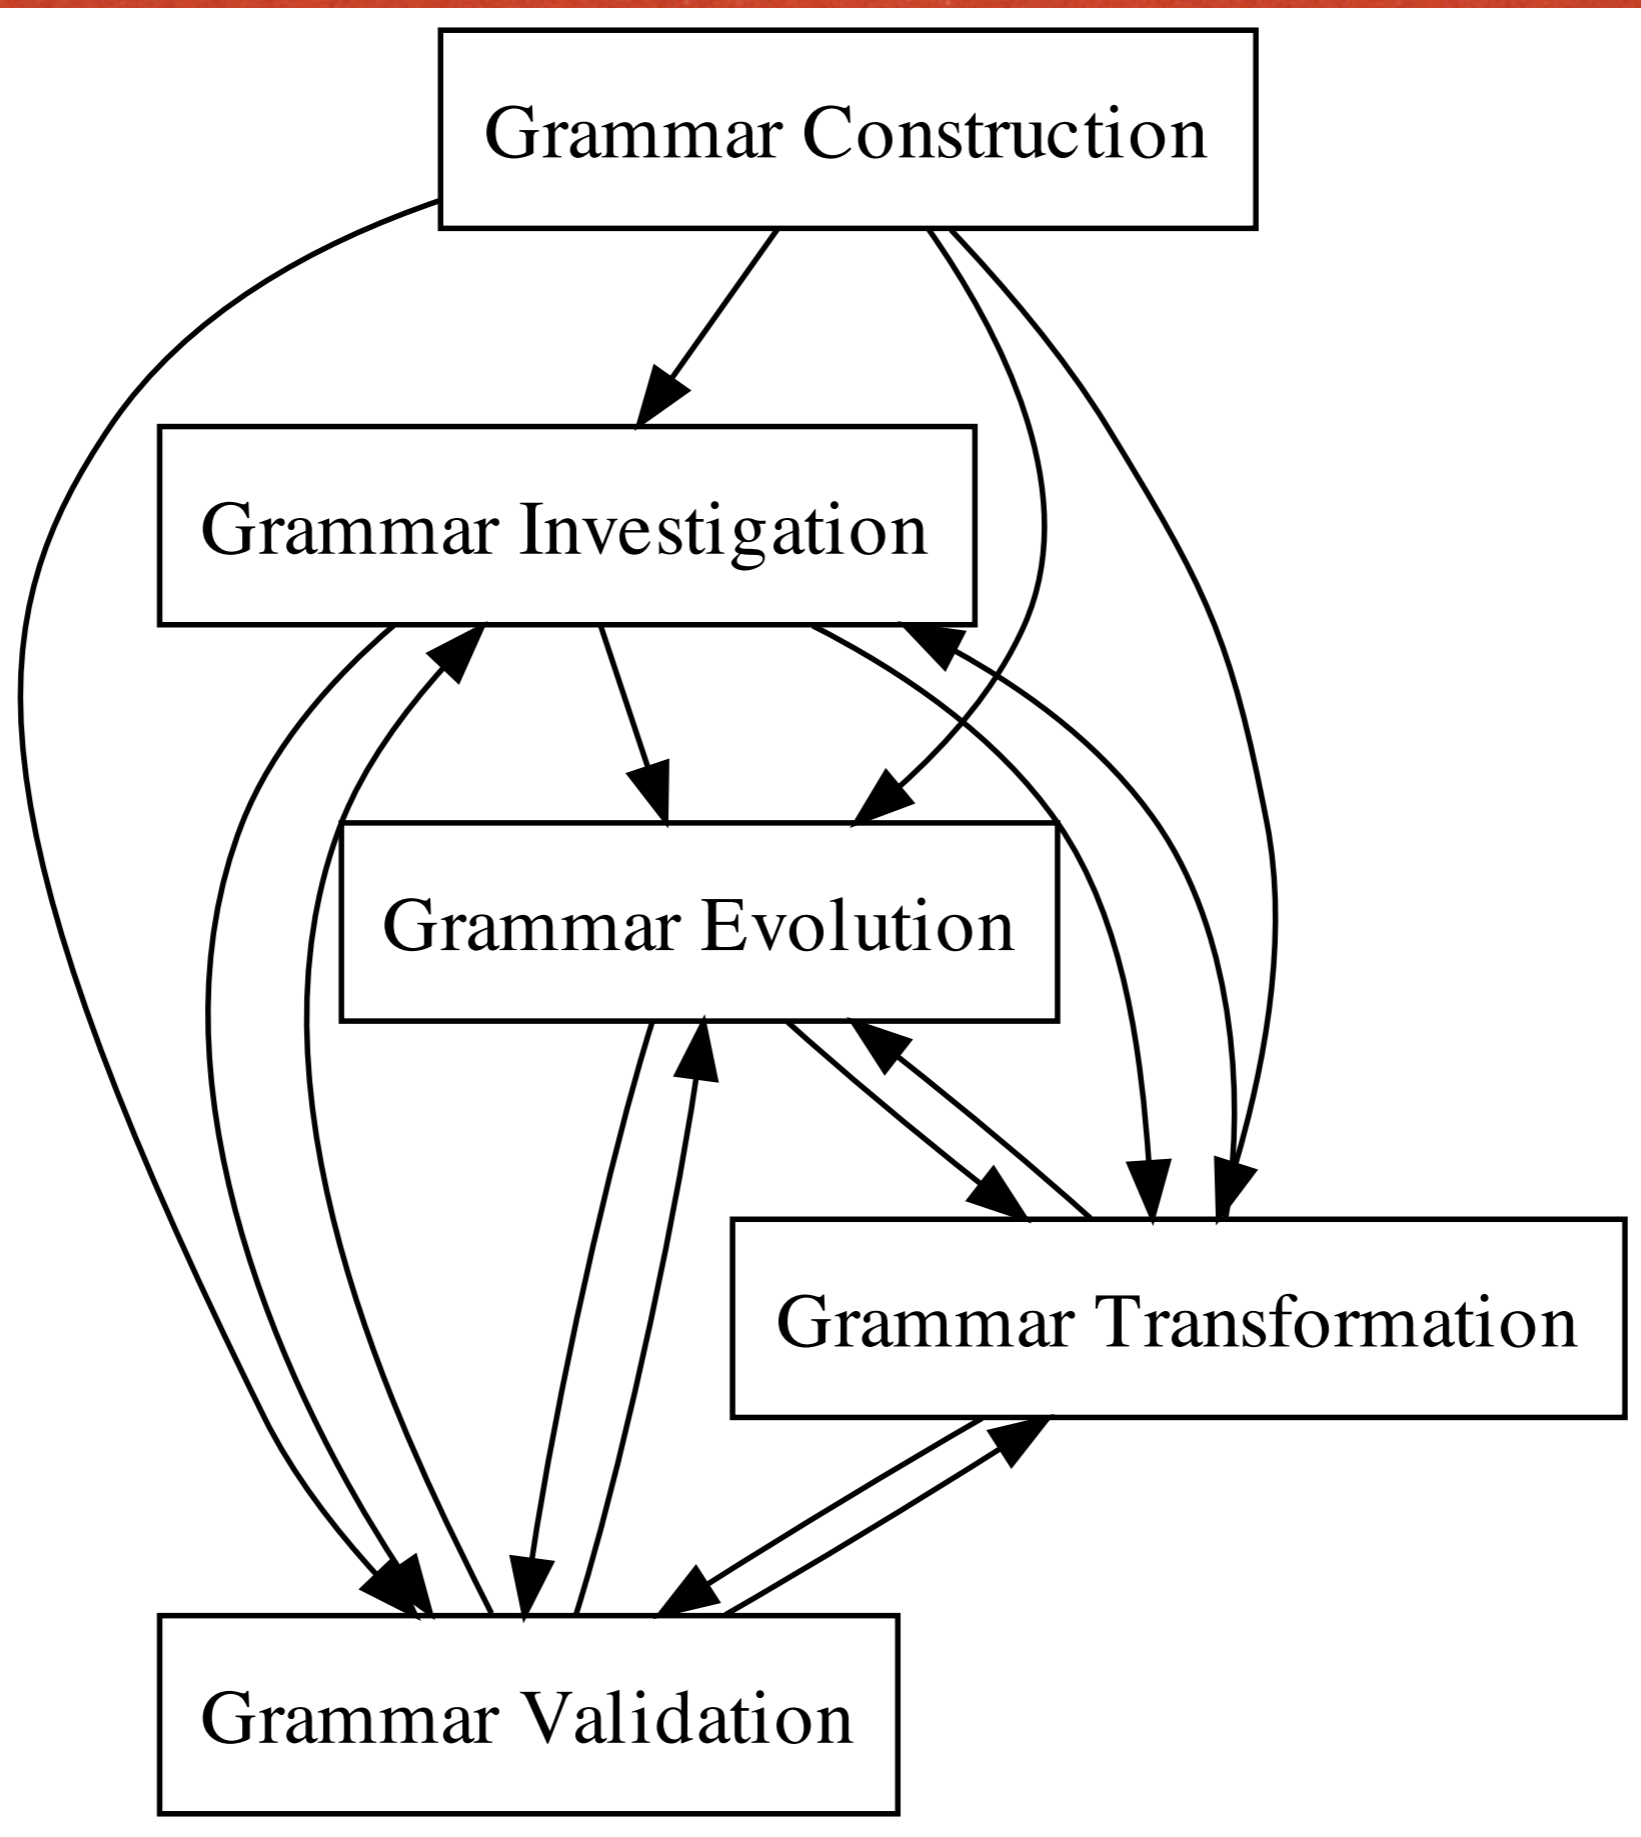 Grammar Construction
Grammar Investigation
Grammar Evolution
Grammar Transformation
Grammar Validation